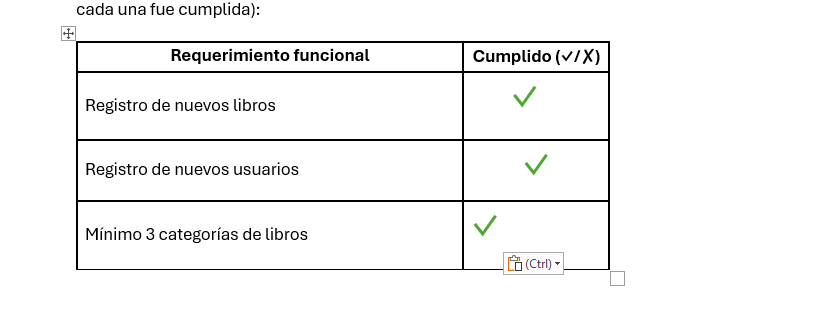 cada una fue cumplida):
Requerimiento funcional Cumplido (✓/✗)
Registro de nuevos libros ✓
Registro de nuevos usuarios ✓
Mínimo 3 categorías de libros ✓
(Ctrl)